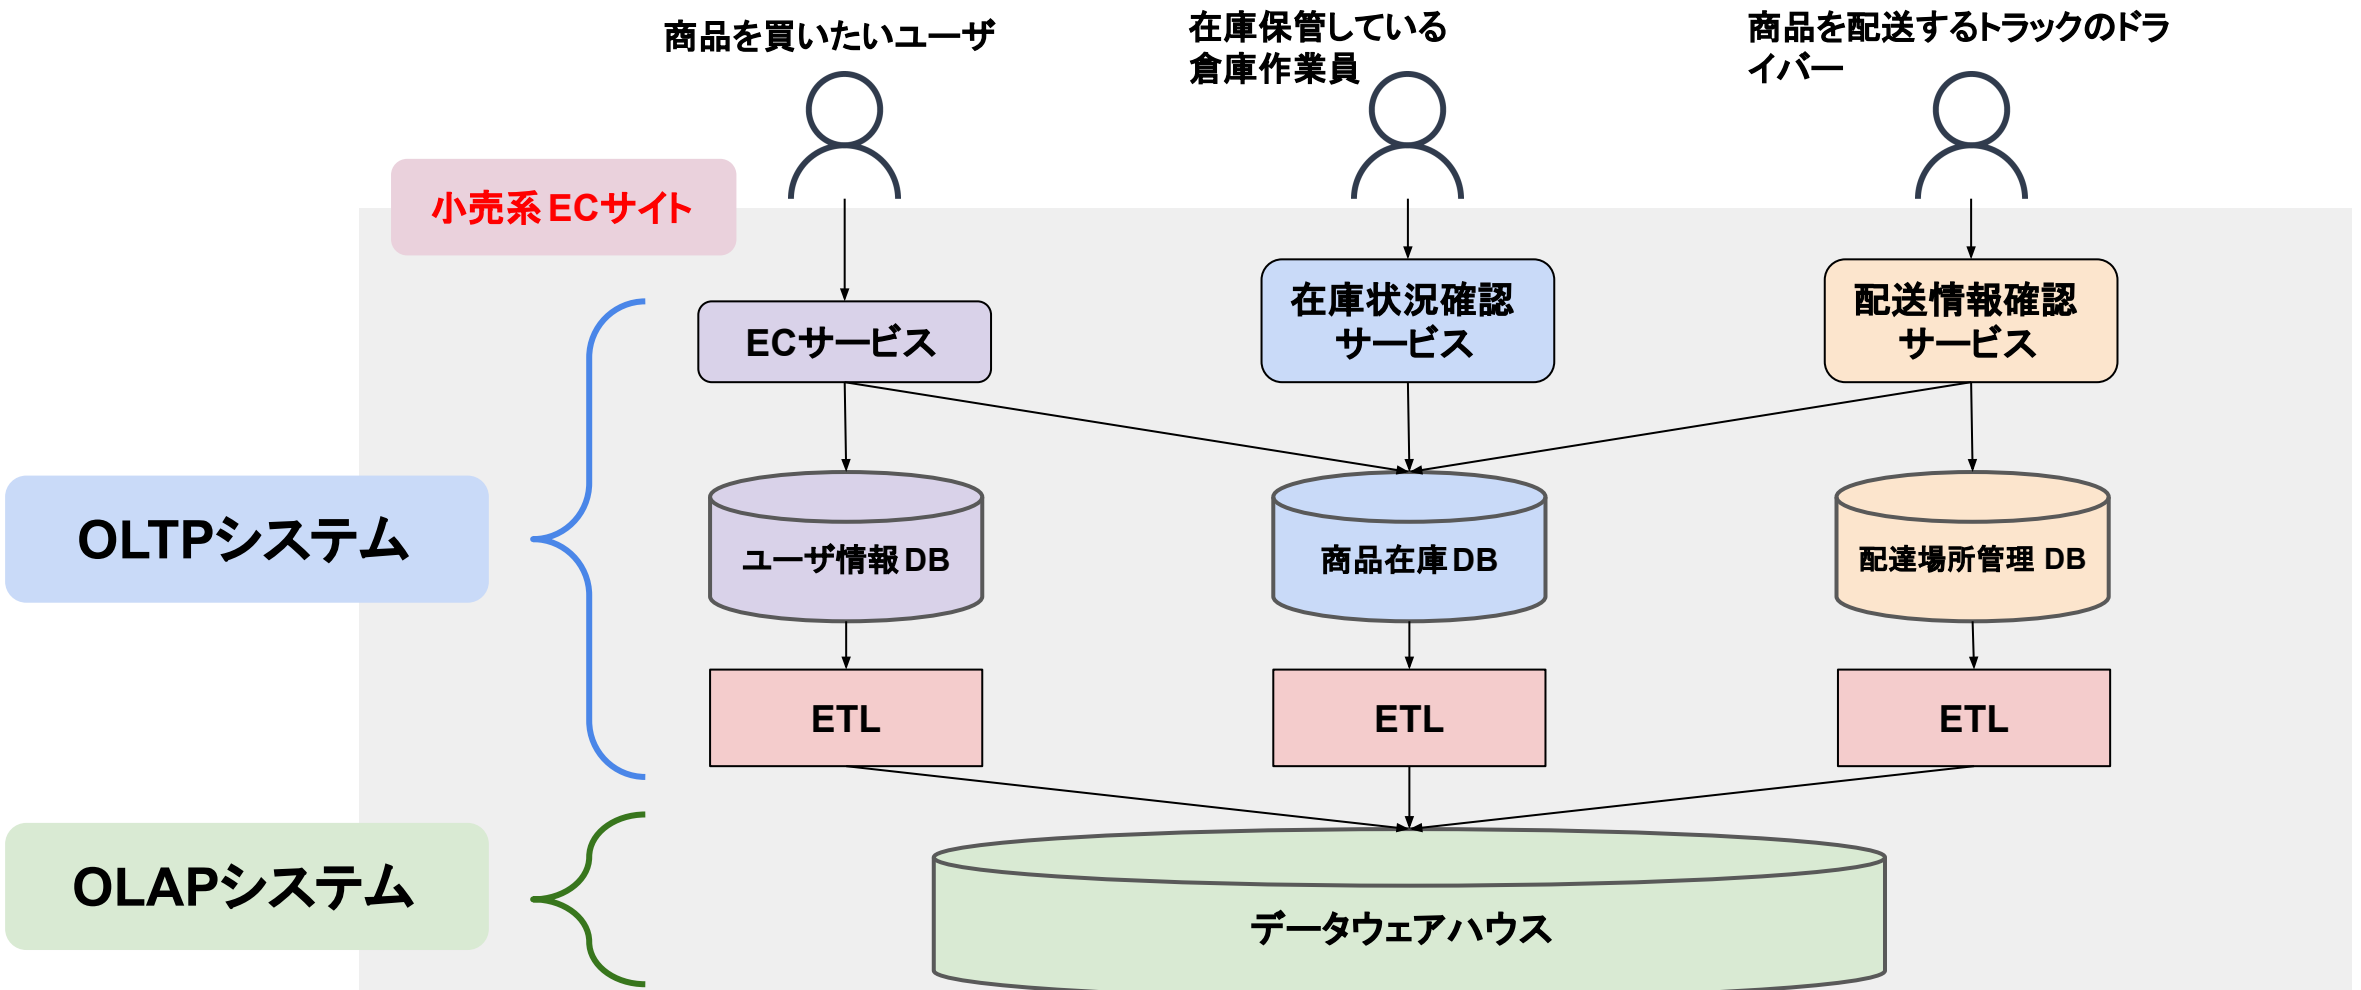 商品を買いたいユーザ
在庫保管している
倉庫作業員
商品を配送するトラックのドラ
イバー
小売系ECサイト
ECサービス
在庫状況確認
サービス
配送情報確認
サービス
OLTPシステム
ユーザ情報DB
商品在庫DB
配達場所管理 DB
ETL
ETL
ETL
OLAPシステム
データウェアハウス